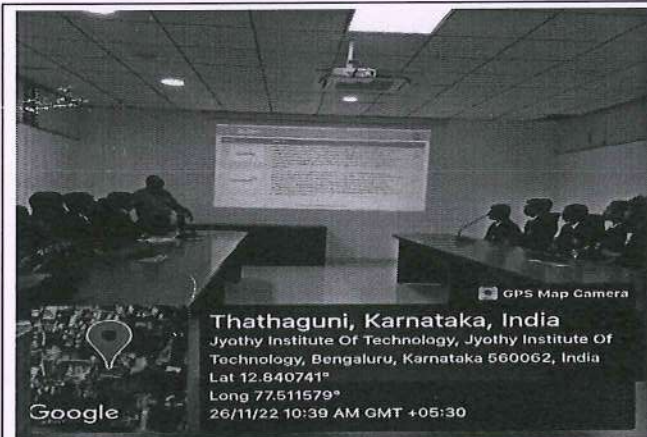 GPS Map Camera
Thathaguni, Karnataka, India
Jyothy Institute Of Technology, Jyothy Institute Of
Technology, Bengaluru, Karnataka 560062, India
Lat 12.840741°
Long 77.511579°
26/11/22 10:39 AM GMT +05:30
Google